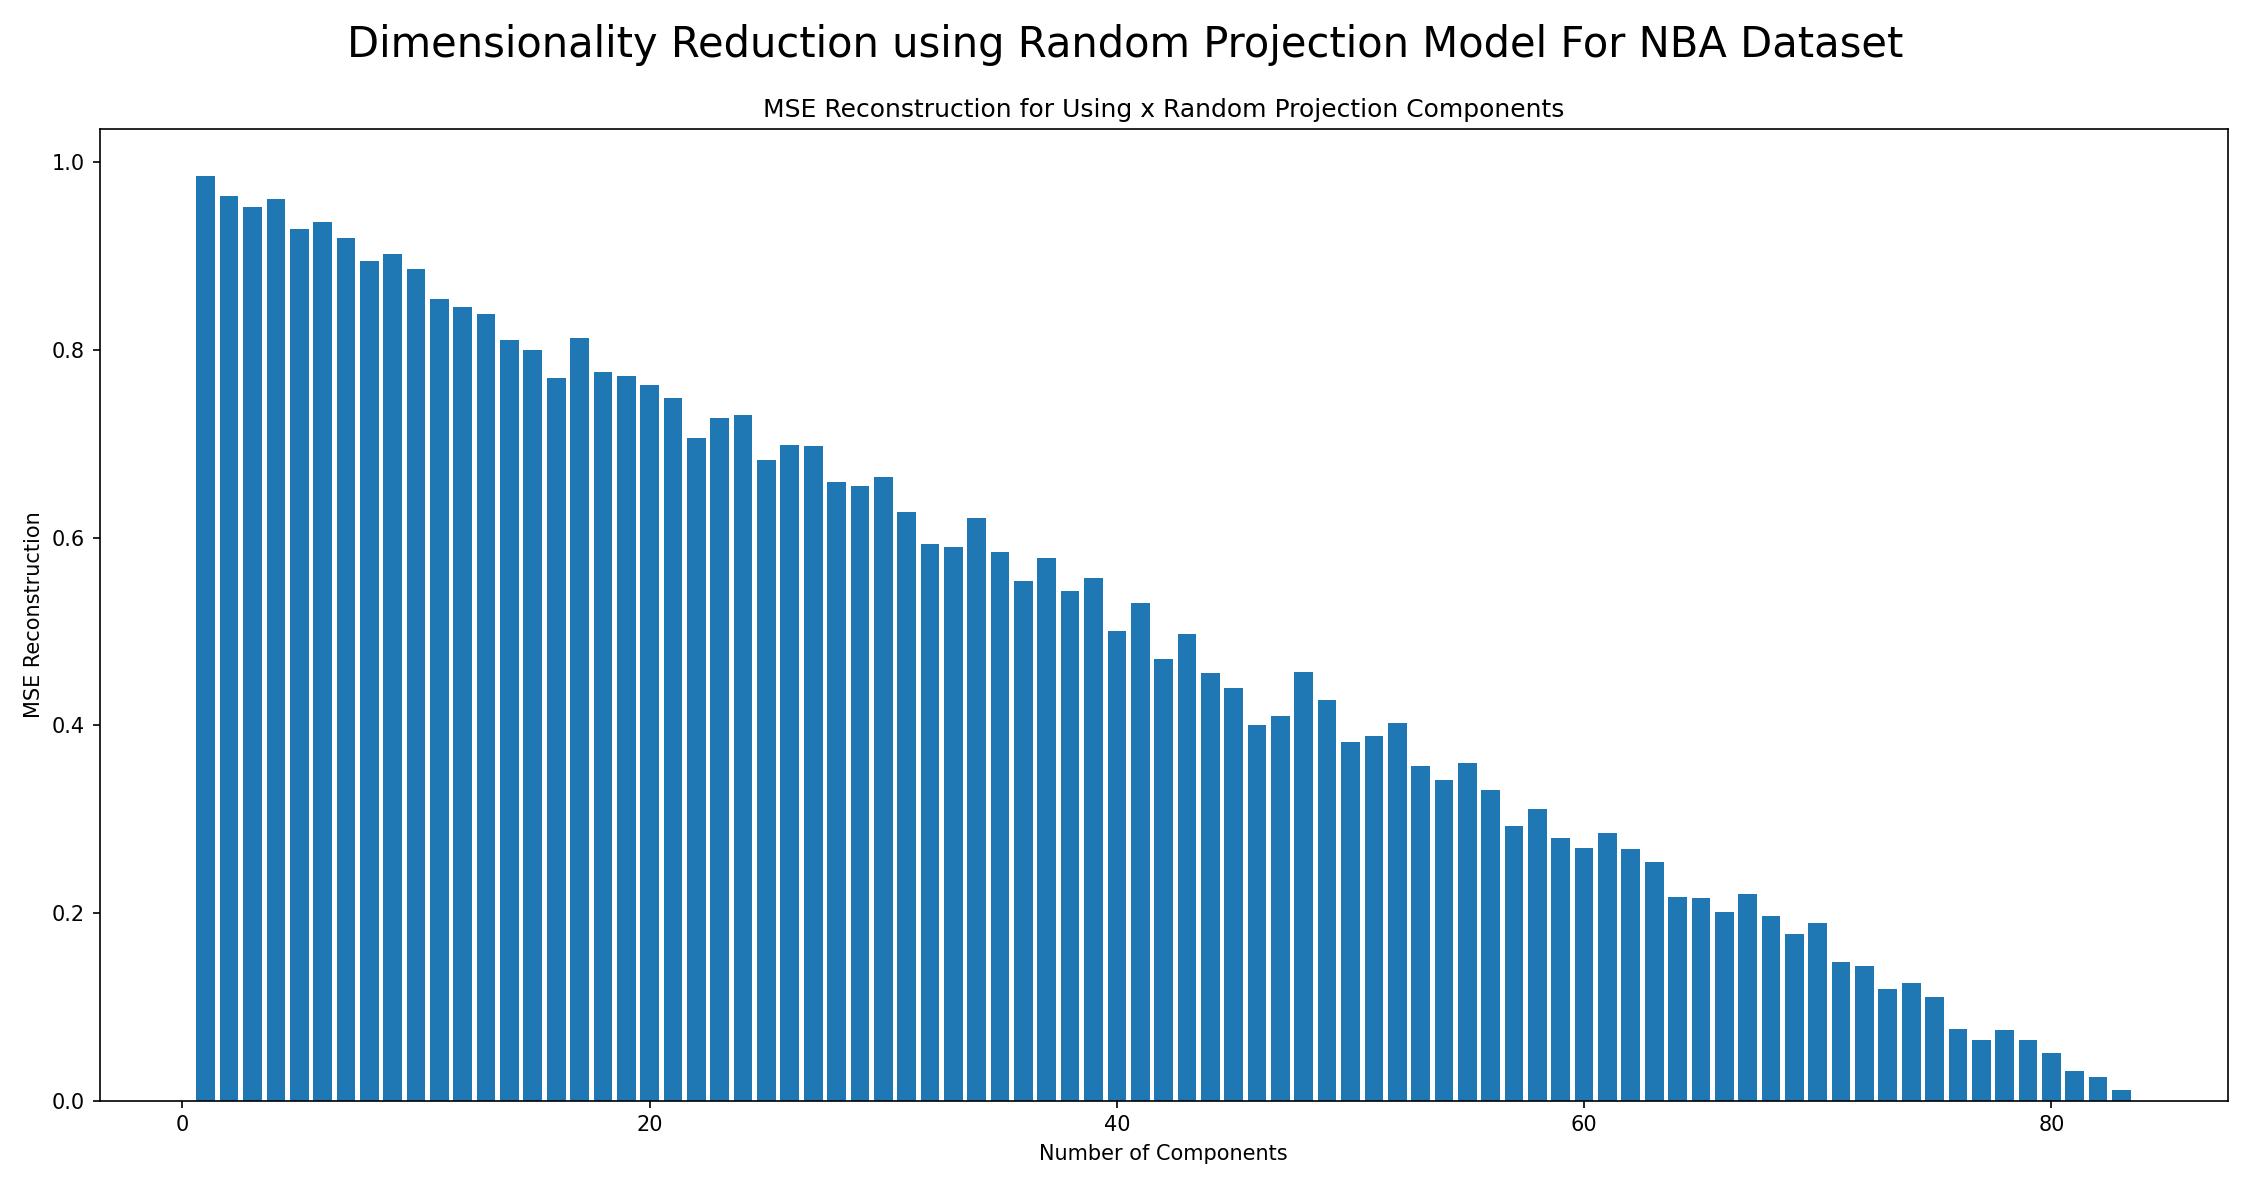 Dimensionality Reduction using Random Projection Model For NBA Dataset
MSE Reconstruction for Using x Random Projection Components
1.0
0.8
0.6
0.4
0.2
0.0
MSE Reconstruction
0 20 40 60 80
Number of Components